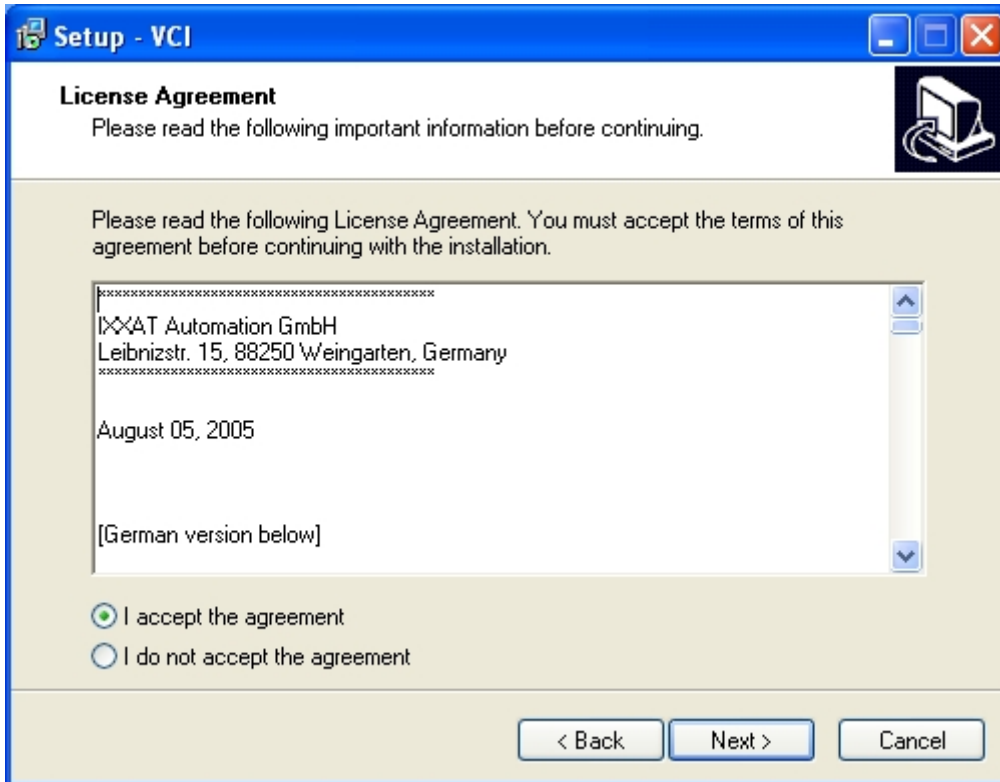 Setup - VCI
License Agreement
Please read the following important information before continuing.
Please read the following License Agreement. You must accept the terms of this
agreement before continuing with the installation.
******************************************
IXXAT Automation GmbH
Leibnizstr. 15, 88250 Weingarten, Germany
******************************************
August 05, 2005
[German version below]
I accept the agreement
I do not accept the agreement
< Back
Next >
Cancel